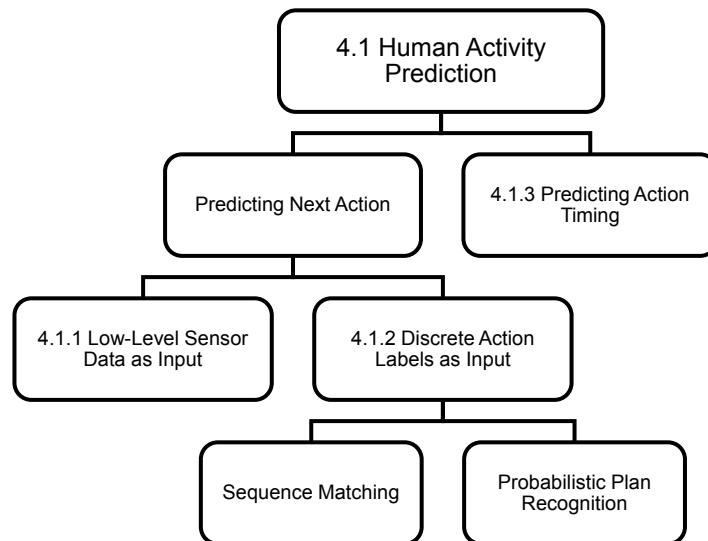 4.1 Human Activity
Prediction
Predicting Next Action
4.1.3 Predicting Action
Timing
4.1.1 Low-Level Sensor
Data as Input
4.1.2 Discrete Action
Labels as Input
Sequence Matching
Probabilistic Plan
Recognition